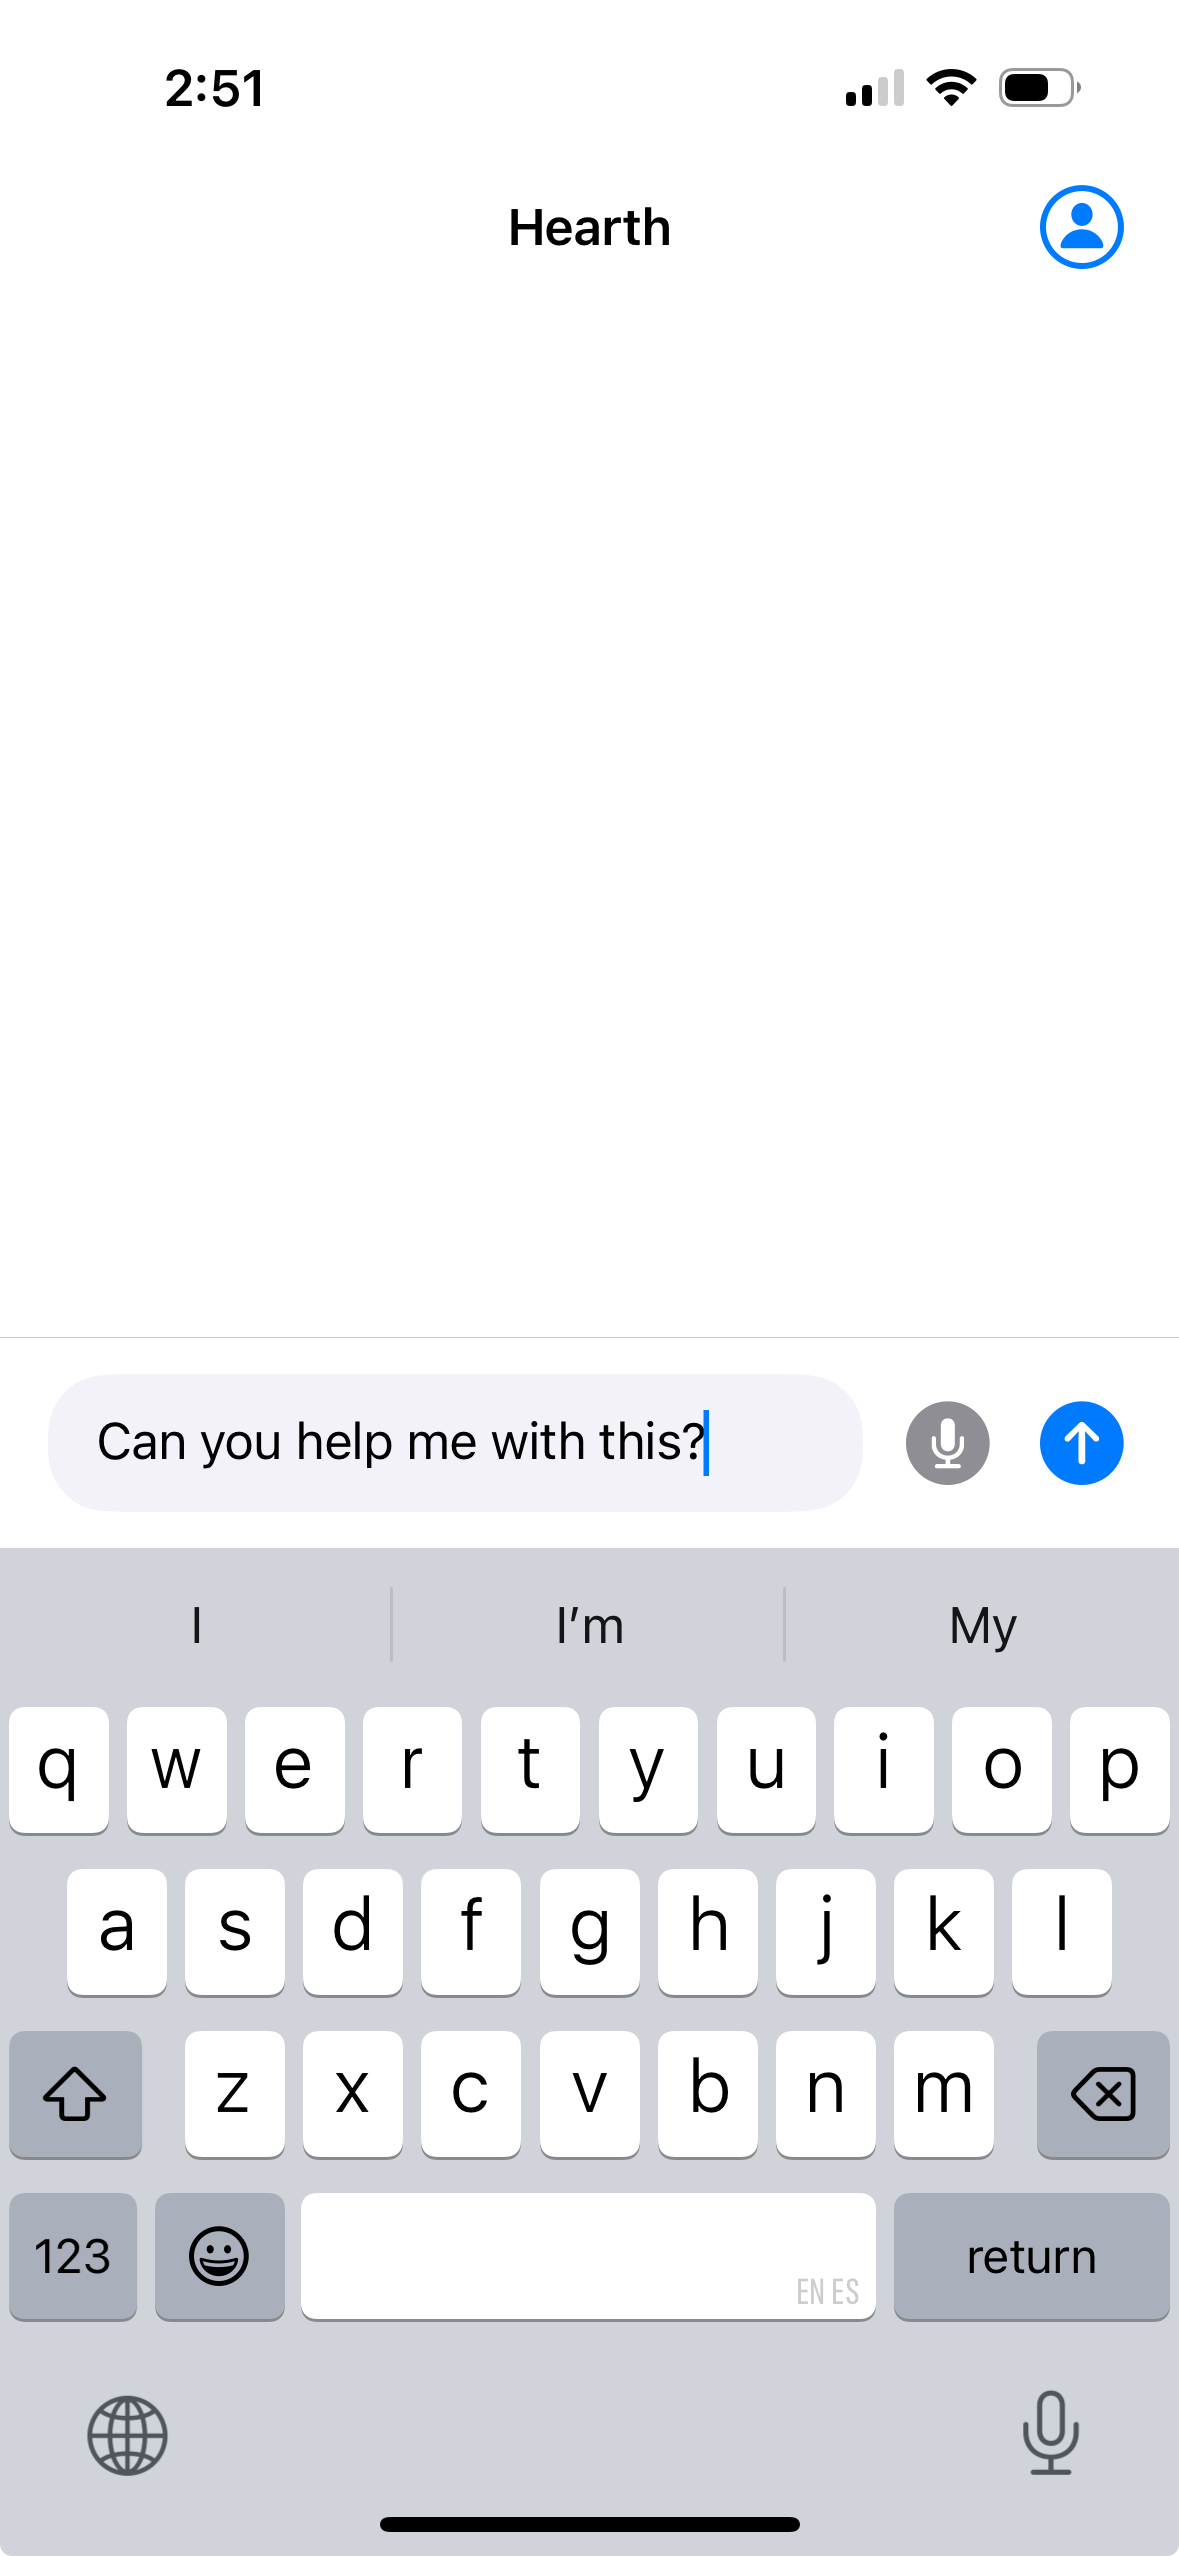 2:51
Hearth
Can you help me with this?
I I’m My
q w e r t y u i o p
a s d f g h j k l
z x c v b n m
123 EN ES return